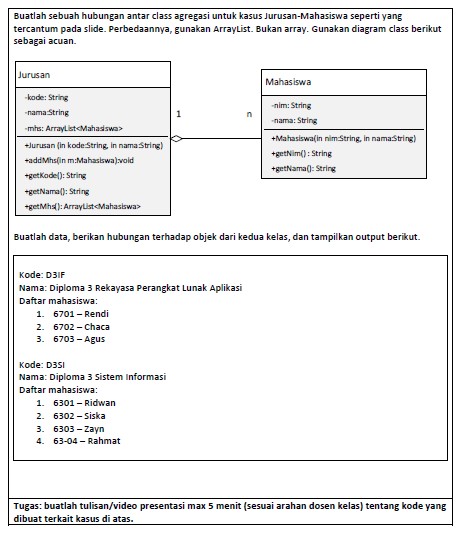 Buatlah sebuah hubungan antar class agregasi untuk kasus Jurusan-Mahasiswa seperti yang
tercantum pada slide. Perbedaannya, gunakan ArrayList. Bukan array. Gunakan diagram class berikut
sebagai acuan.
Jurusan
-kode: String
-nama:String
-mhs: ArrayList<Mahasiswa>
+Jurusan (in kode:String, in nama:String)
+addMhs(in m:Mahasiswa):void
+getKode(): String
+getNama(): String
+getMhs(): ArrayList<Mahasiswa>
1
n
Mahasiswa
-nim: String
-nama: String
+Mahasiswa(in nim:String, in nama:String)
+getNim() : String
+getNama(): String
Buatlah data, berikan hubungan terhadap objek dari kedua kelas, dan tampilkan output berikut.
Kode: D3IF
Nama: Diploma 3 Rekayasa Perangkat Lunak Aplikasi
Daftar mahasiswa:
1. 6701 – Rendi
2. 6702 – Chaca
3. 6703 – Agus
Kode: D3SI
Nama: Diploma 3 Sistem Informasi
Daftar mahasiswa:
1. 6301 – Ridwan
2. 6302 – Siska
3. 6303 – Zayn
4. 63-04 – Rahmat
Tugas: buatlah tulisan/video presentasi max 5 menit (sesuai arahan dosen kelas) tentang kode yang
dibuat terkait kasus di atas.